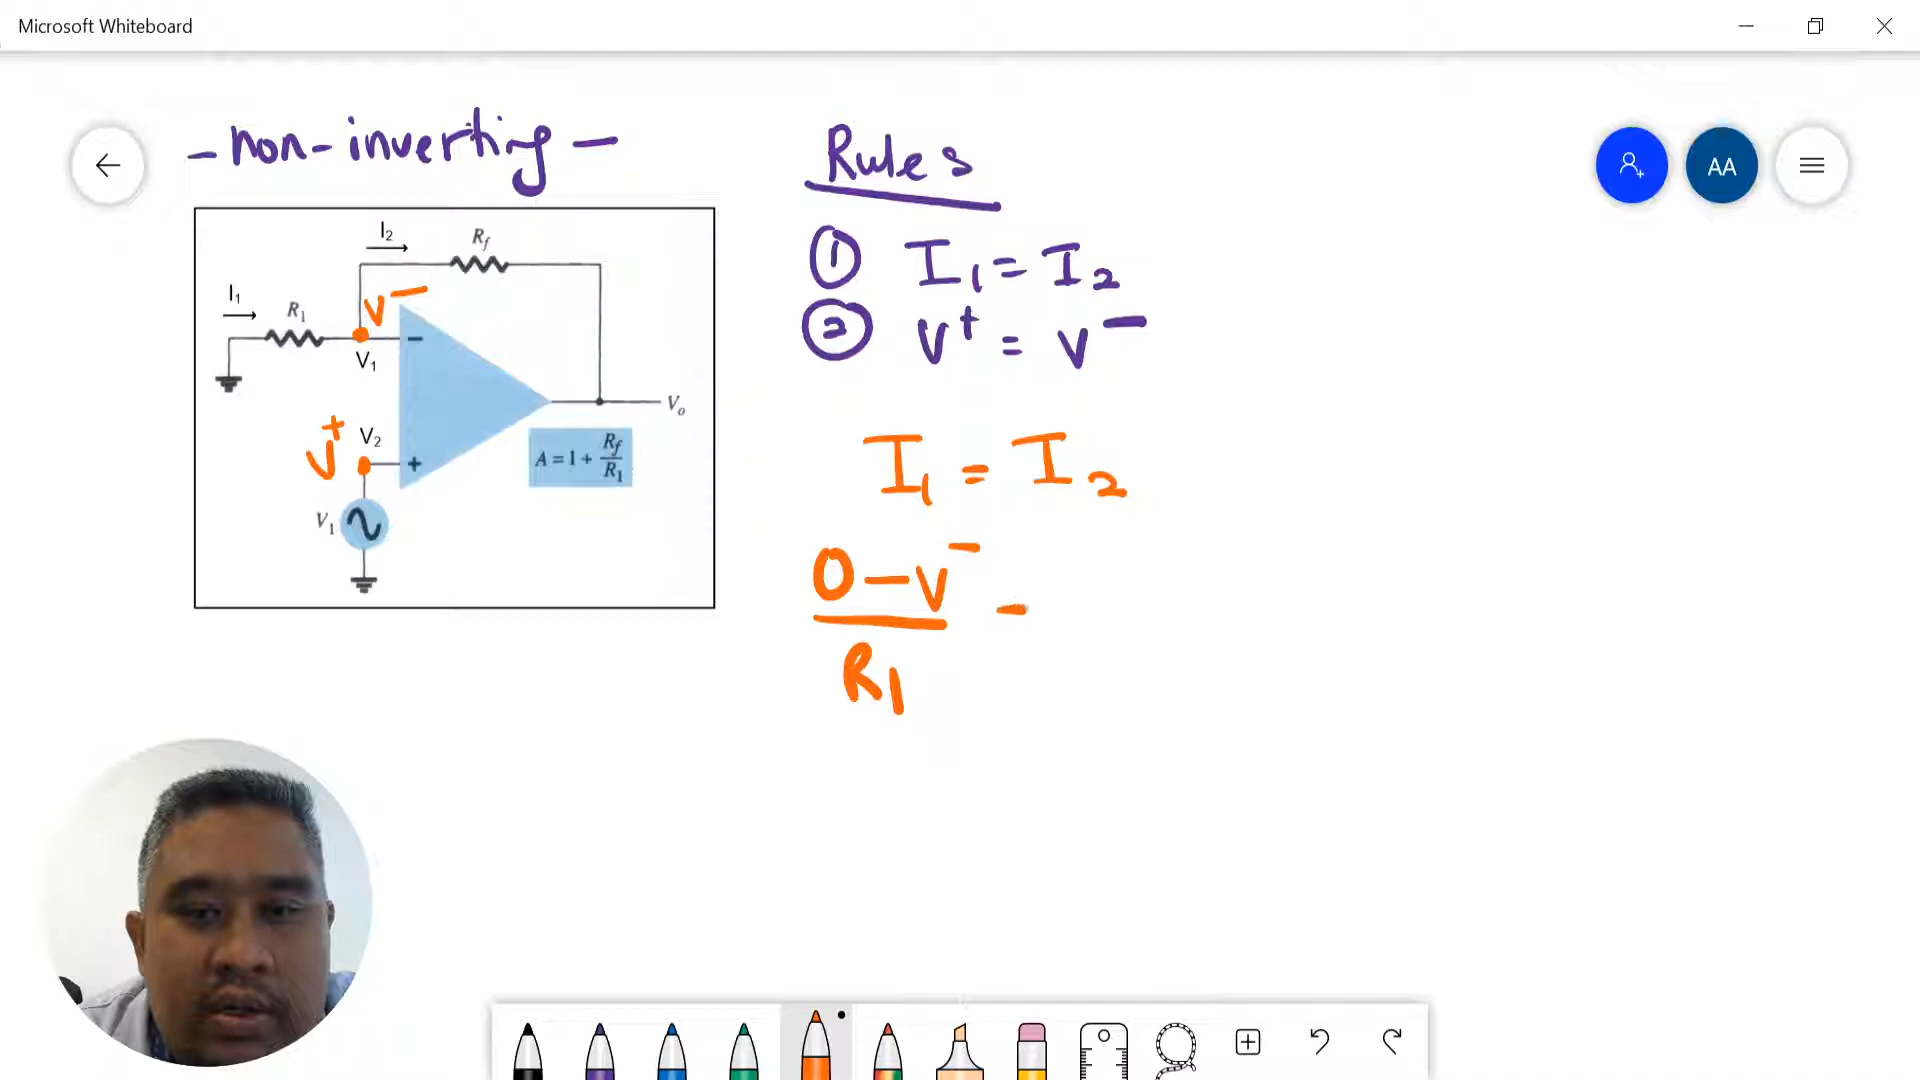 Microsoft Whiteboard
- non-inverting -
Rules
AA
① I₁ = I₂
② V⁺ = V⁻
I₂
Rf
I₁
R₁
V⁻
V₁
−
Vₒ
V⁺
V₂
+
A = 1 + Rf/R₁
V₁
I₁ = I₂
0 - V⁻
R₁